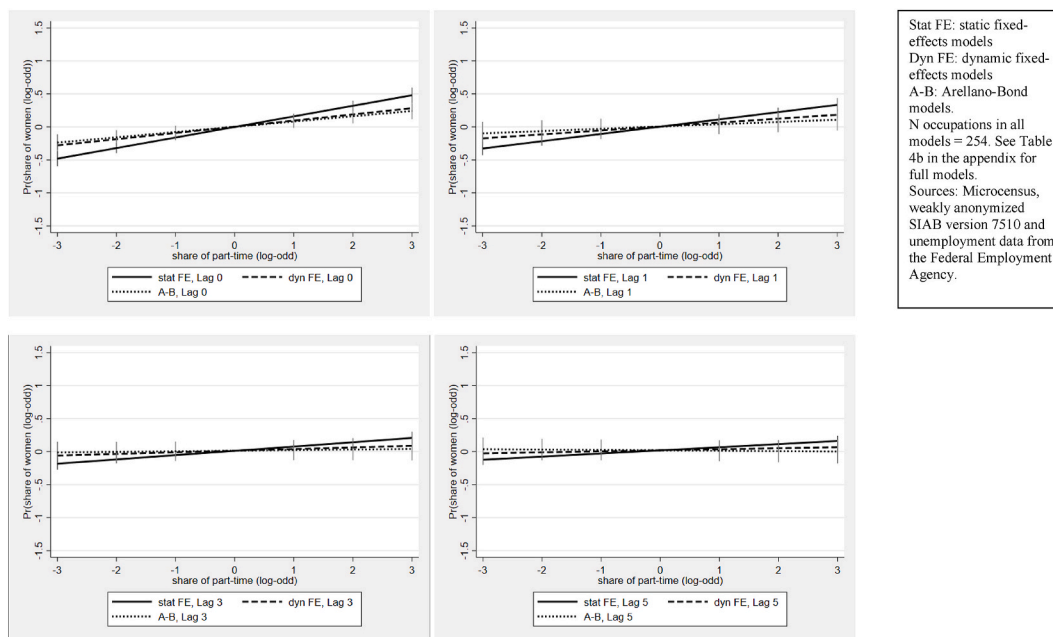 Pr(share of women (log-odd))
1.5
1
.5
0
-.5
-1
-1.5
-3 -2 -1 0 1 2 3
share of part-time (log-odd)
stat FE, Lag 0 dyn FE, Lag 0
A-B, Lag 0
Pr(share of women (log-odd))
1.5
1
.5
0
-.5
-1
-1.5
-3 -2 -1 0 1 2 3
share of part-time (log-odd)
stat FE, Lag 1 dyn FE, Lag 1
A-B, Lag 1
Stat FE: static fixed-
effects models
Dyn FE: dynamic fixed-
effects models
A-B: Arellano-Bond
models.
N occupations in all
models = 254. See Table
4b in the appendix for
full models.
Sources: Microcensus,
weakly anonymized
SIAB version 7510 and
unemployment data from
the Federal Employment
Agency.
Pr(share of women (log-odd))
1.5
1
.5
0
-.5
-1
-1.5
-3 -2 -1 0 1 2 3
share of part-time (log-odd)
stat FE, Lag 3 dyn FE, Lag 3
A-B, Lag 3
Pr(share of women (log-odd))
1.5
1
.5
0
-.5
-1
-1.5
-3 -2 -1 0 1 2 3
share of part-time (log-odd)
stat FE, Lag 5 dyn FE, Lag 5
A-B, Lag 5